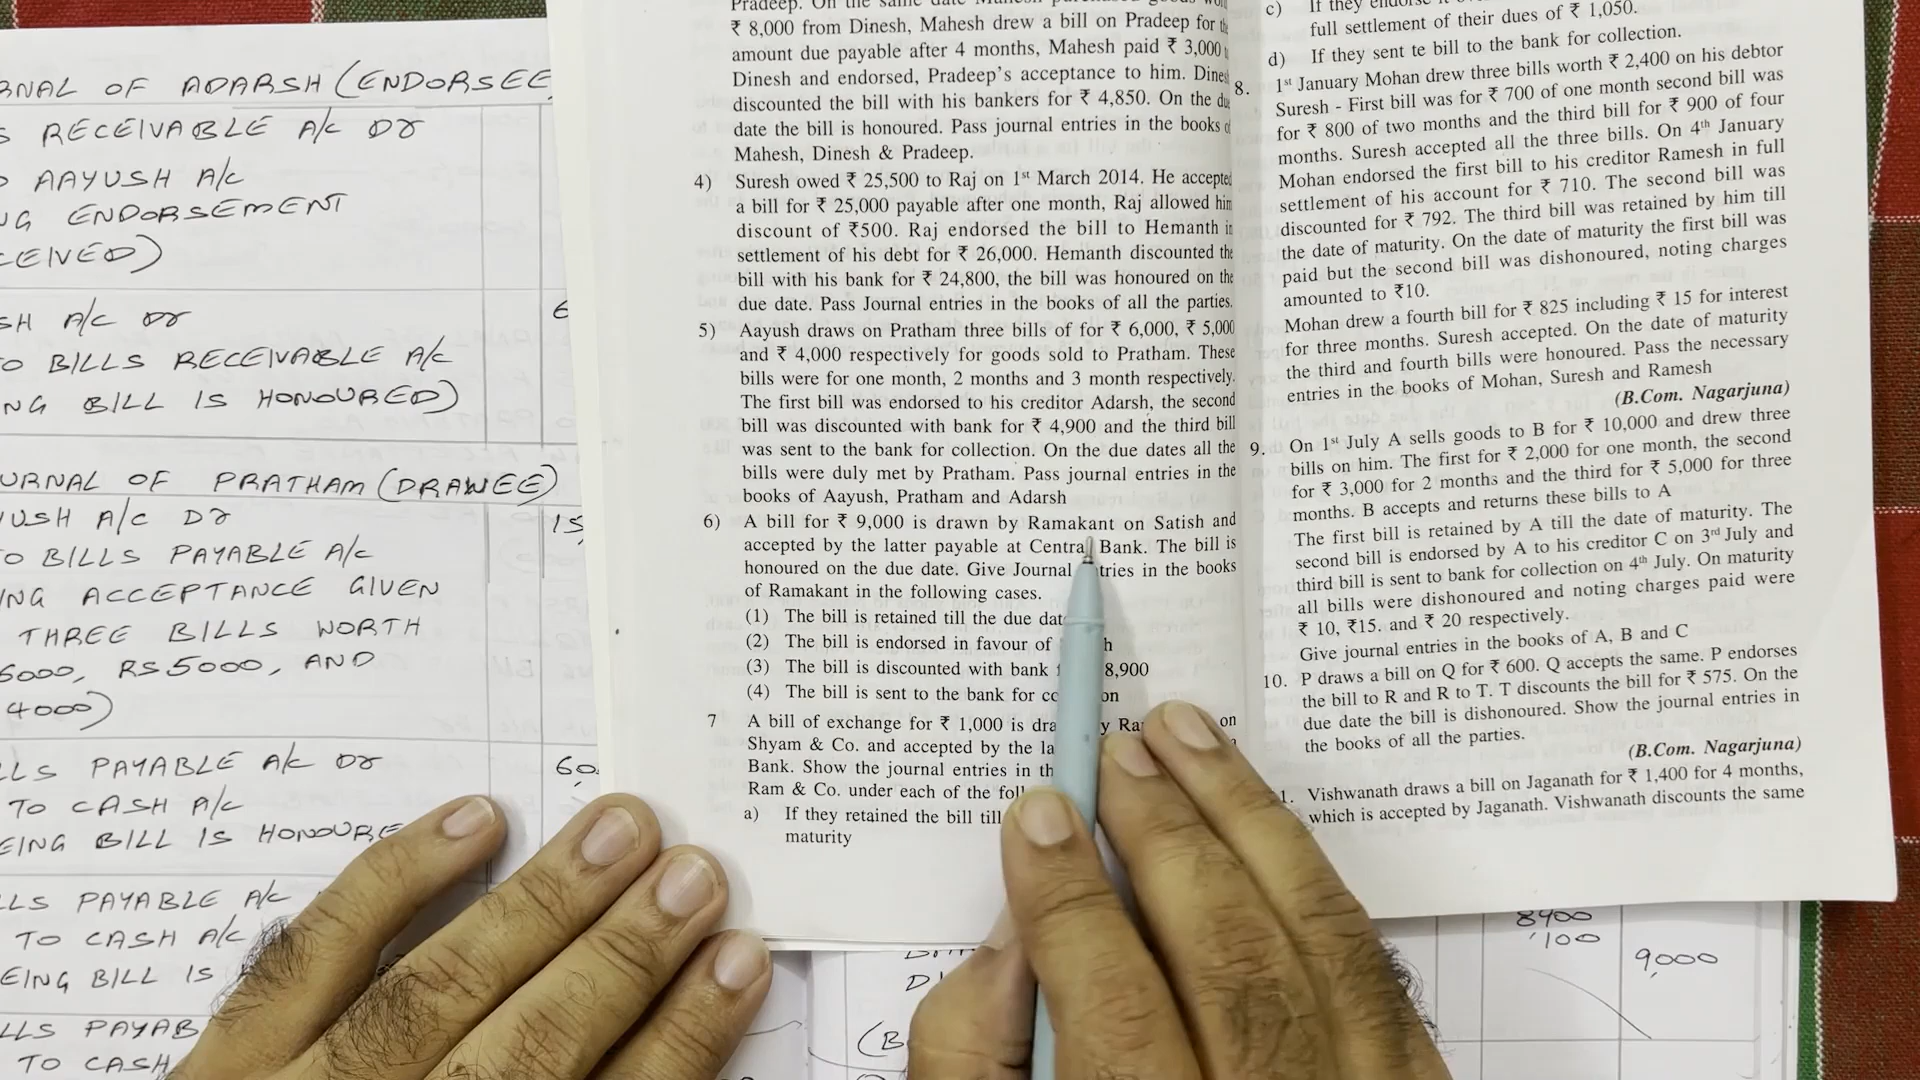 RNAL OF ADARSH (ENDORSEE
S RECEIVABLE A/c Dr
O AAYUSH A/c
NG ENDORSEMENT
CEIVED)
SH A/c Dr
6
O BILLS RECEIVABLE A/c
NG BILL IS HONOURED)
URNAL OF PRATHAM (DRAWEE)
YUSH A/c Dr
15,
O BILLS PAYABLE A/c
ING ACCEPTANCE GIVEN
THREE BILLS WORTH
6000, RS 5000, AND
4000)
LLS PAYABLE A/c Dr
60
TO CASH A/c
EING BILL IS HONOURE
LLS PAYABLE A/c
TO CASH A/c
EING BILL IS
LLS PAYAB
TO CASH
₹ 8,000 from Dinesh, Mahesh drew a bill on Pradeep for the
amount due payable after 4 months, Mahesh paid ₹ 3,000
Dinesh and endorsed, Pradeep's acceptance to him. Dines
discounted the bill with his bankers for ₹ 4,850. On the du
date the bill is honoured. Pass journal entries in the books o
Mahesh, Dinesh & Pradeep.
4) Suresh owed ₹ 25,500 to Raj on 1st March 2014. He accepted
a bill for ₹ 25,000 payable after one month, Raj allowed him
discount of ₹500. Raj endorsed the bill to Hemanth in
settlement of his debt for ₹ 26,000. Hemanth discounted the
bill with his bank for ₹ 24,800, the bill was honoured on the
due date. Pass Journal entries in the books of all the parties.
5) Aayush draws on Pratham three bills of for ₹ 6,000, ₹ 5,000
and ₹ 4,000 respectively for goods sold to Pratham. These
bills were for one month, 2 months and 3 month respectively.
The first bill was endorsed to his creditor Adarsh, the second
bill was discounted with bank for ₹ 4,900 and the third bill
was sent to the bank for collection. On the due dates all the
bills were duly met by Pratham. Pass journal entries in the
books of Aayush, Pratham and Adarsh
6) A bill for ₹ 9,000 is drawn by Ramakant on Satish and
accepted by the latter payable at Central Bank. The bill is
honoured on the due date. Give Journal tries in the books
of Ramakant in the following cases.
(1) The bill is retained till the due dat
(2) The bill is endorsed in favour of h
(3) The bill is discounted with bank 8,900
(4) The bill is sent to the bank for co on
7 A bill of exchange for ₹ 1,000 is dra y Ra on
Shyam & Co. and accepted by the la
Bank. Show the journal entries in th
Ram & Co. under each of the fol
a) If they retained the bill till
maturity
c) If they endorse
full settlement of their dues of ₹ 1,050.
d) If they sent te bill to the bank for collection.
8. 1st January Mohan drew three bills worth ₹ 2,400 on his debtor
Suresh - First bill was for ₹ 700 of one month second bill was
for ₹ 800 of two months and the third bill for ₹ 900 of four
months. Suresh accepted all the three bills. On 4th January
Mohan endorsed the first bill to his creditor Ramesh in full
settlement of his account for ₹ 710. The second bill was
discounted for ₹ 792. The third bill was retained by him till
the date of maturity. On the date of maturity the first bill was
paid but the second bill was dishonoured, noting charges
amounted to ₹10.
Mohan drew a fourth bill for ₹ 825 including ₹ 15 for interest
for three months. Suresh accepted. On the date of maturity
the third and fourth bills were honoured. Pass the necessary
entries in the books of Mohan, Suresh and Ramesh
(B.Com. Nagarjuna)
9. On 1st July A sells goods to B for ₹ 10,000 and drew three
bills on him. The first for ₹ 2,000 for one month, the second
for ₹ 3,000 for 2 months and the third for ₹ 5,000 for three
months. B accepts and returns these bills to A
The first bill is retained by A till the date of maturity. The
second bill is endorsed by A to his creditor C on 3rd July and
third bill is sent to bank for collection on 4th July. On maturity
all bills were dishonoured and noting charges paid were
₹ 10, ₹15. and ₹ 20 respectively.
Give journal entries in the books of A, B and C
10. P draws a bill on Q for ₹ 600. Q accepts the same. P endorses
the bill to R and R to T. T discounts the bill for ₹ 575. On the
due date the bill is dishonoured. Show the journal entries in
the books of all the parties.
(B.Com. Nagarjuna)
1. Vishwanath draws a bill on Jaganath for ₹ 1,400 for 4 months,
which is accepted by Jaganath. Vishwanath discounts the same
8900
100
9,000
(B